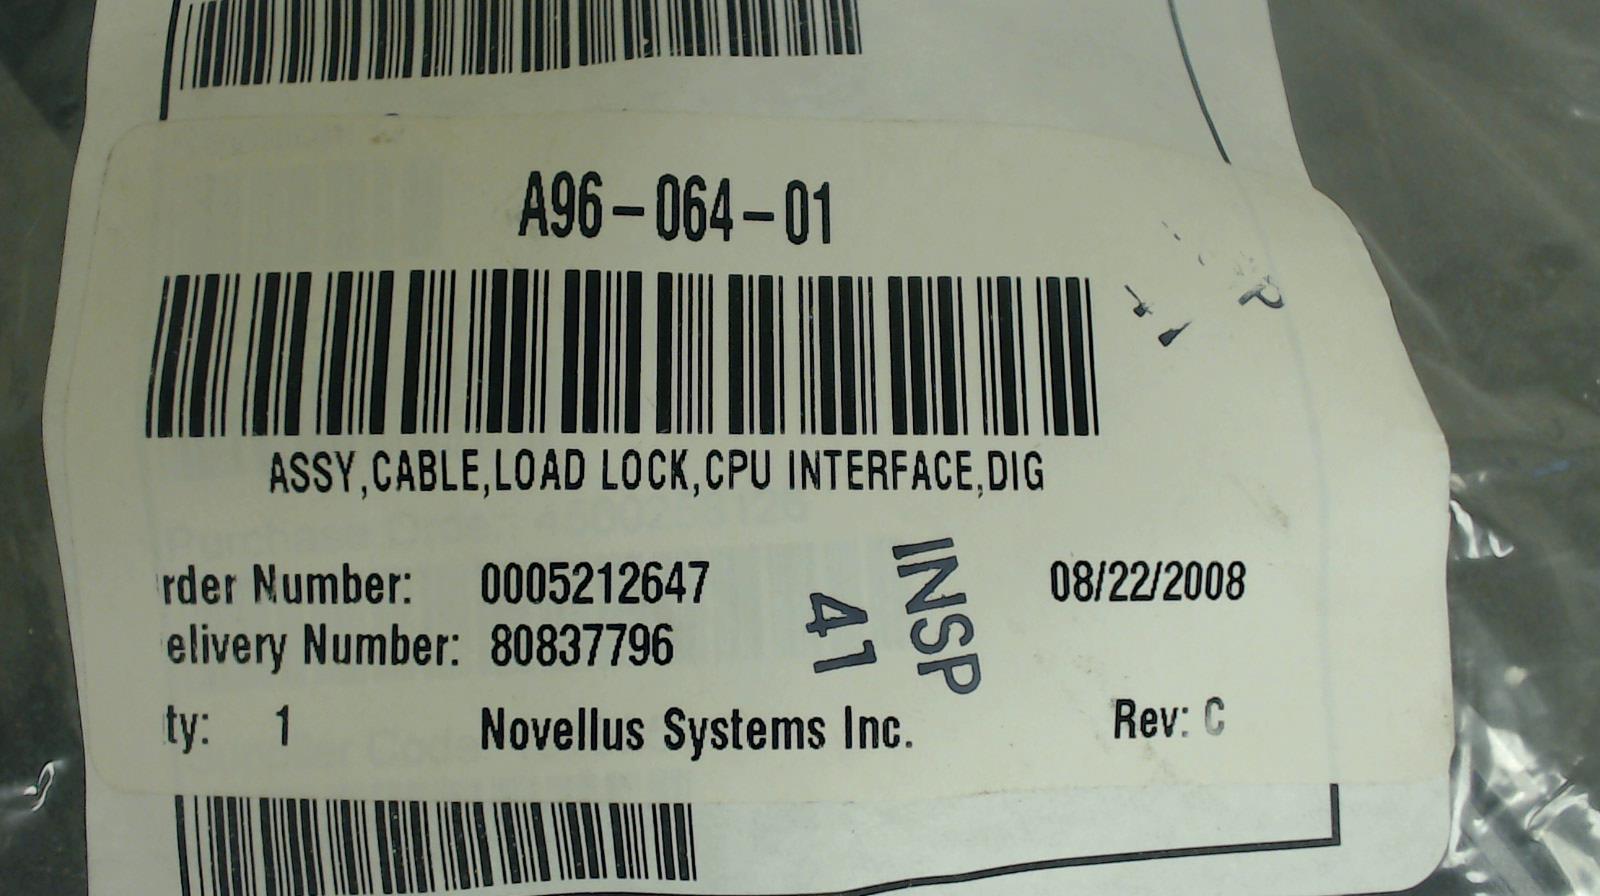 A96-064-01
ASSY,CABLE,LOAD LOCK,CPU INTERFACE,DIG
rder Number: 0005212647 08/22/2008
elivery Number: 80837796
INSP
41
ty: 1 Novellus Systems Inc. Rev: C